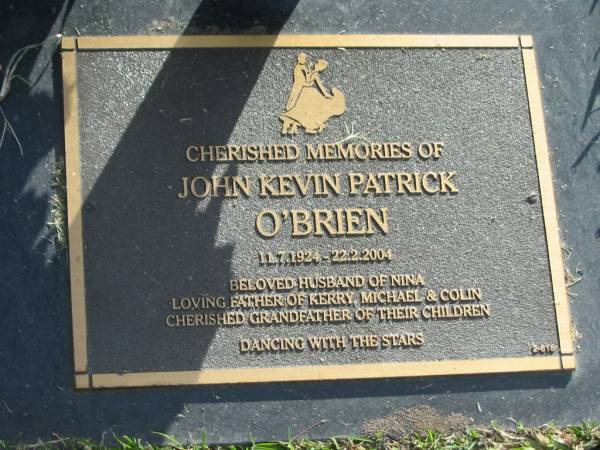 CHERISHED MEMORIES OF
JOHN KEVIN PATRICK
O'BRIEN
11.7.1924 - 22.2.2004
BELOVED HUSBAND OF NINA
LOVING FATHER OF KERRY, MICHAEL & COLIN
CHERISHED GRANDFATHER OF THEIR CHILDREN
DANCING WITH THE STARS